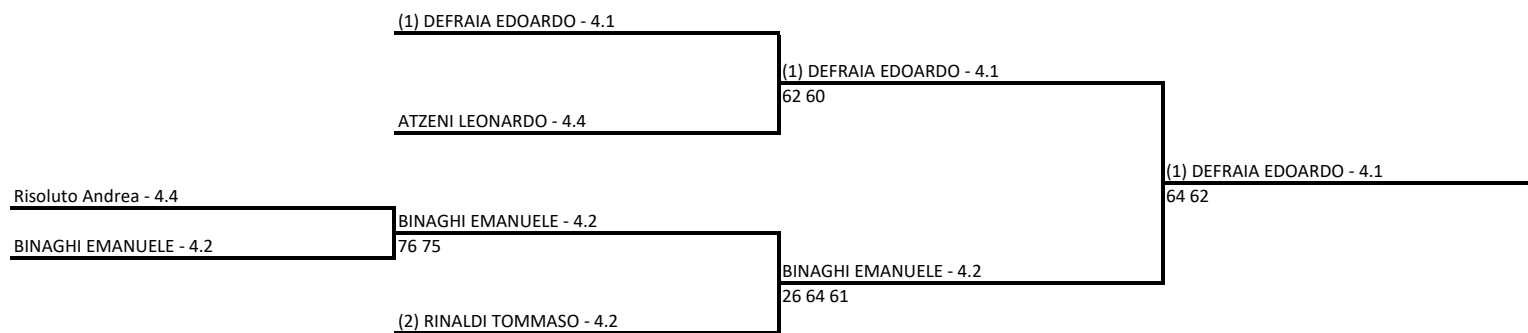 (1) DEFRAIA EDOARDO - 4.1
(1) DEFRAIA EDOARDO - 4.1
62 60
ATZENI LEONARDO - 4.4
(1) DEFRAIA EDOARDO - 4.1
64 62
Risoluto Andrea - 4.4
BINAGHI EMANUELE - 4.2
76 75
BINAGHI EMANUELE - 4.2
BINAGHI EMANUELE - 4.2
26 64 61
(2) RINALDI TOMMASO - 4.2